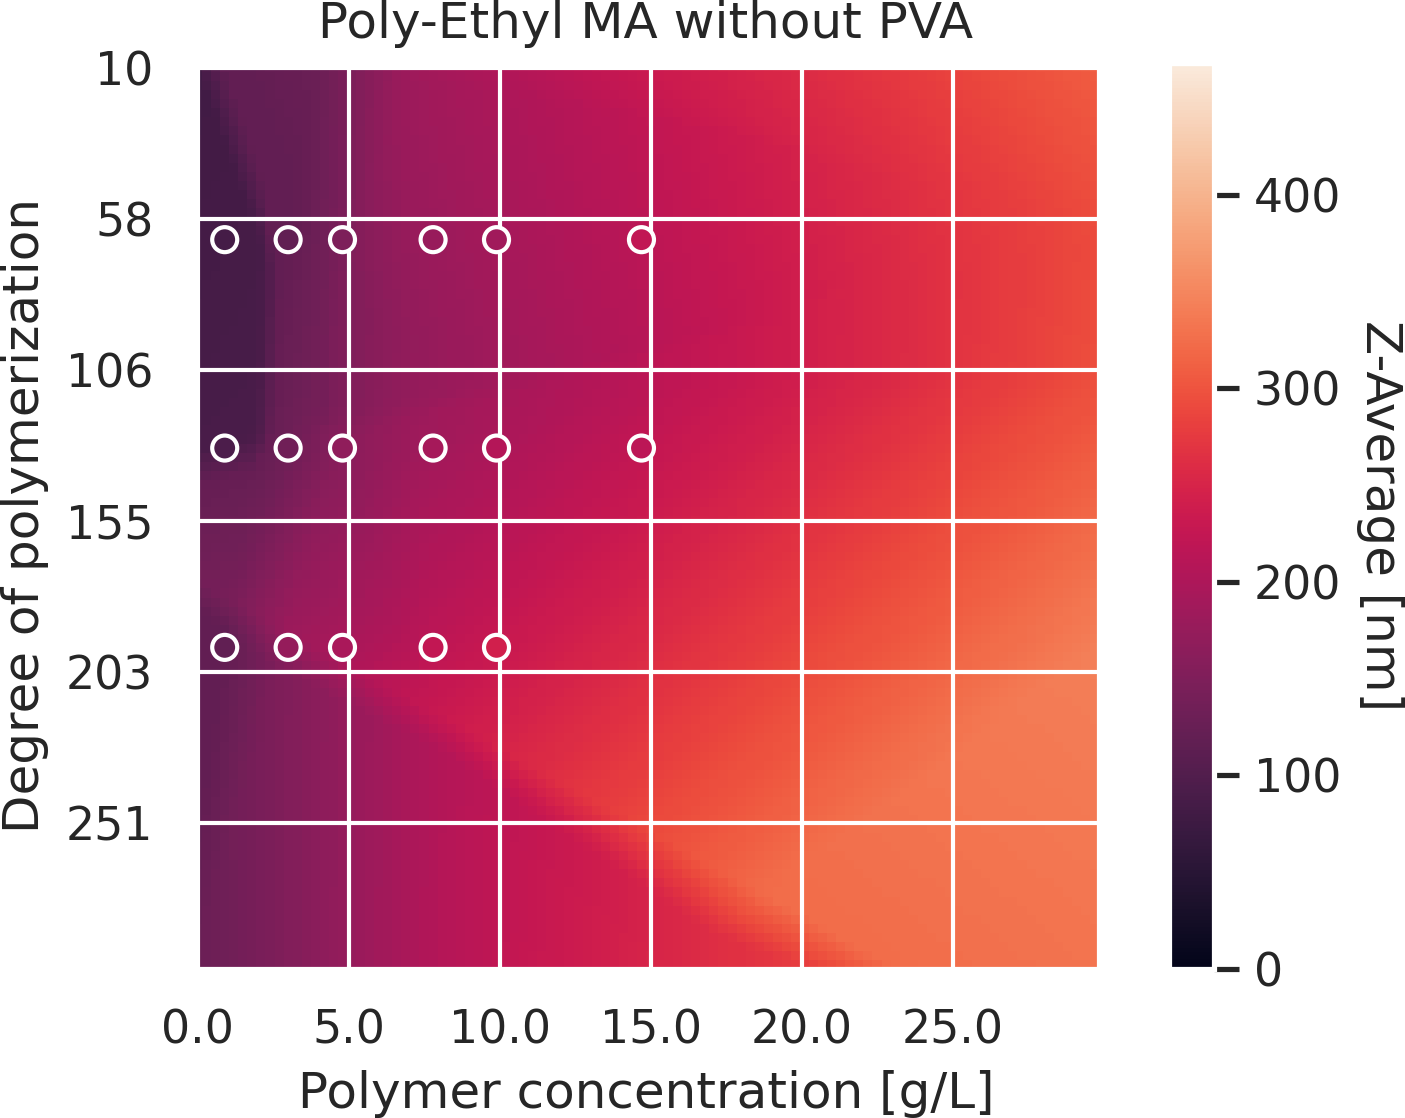 Poly-Ethyl MA without PVA
10
58
106
155
203
251
Degree of polymerization
0.0 5.0 10.0 15.0 20.0 25.0
Polymer concentration [g/L]
400
300
200
100
0
Z-Average [nm]